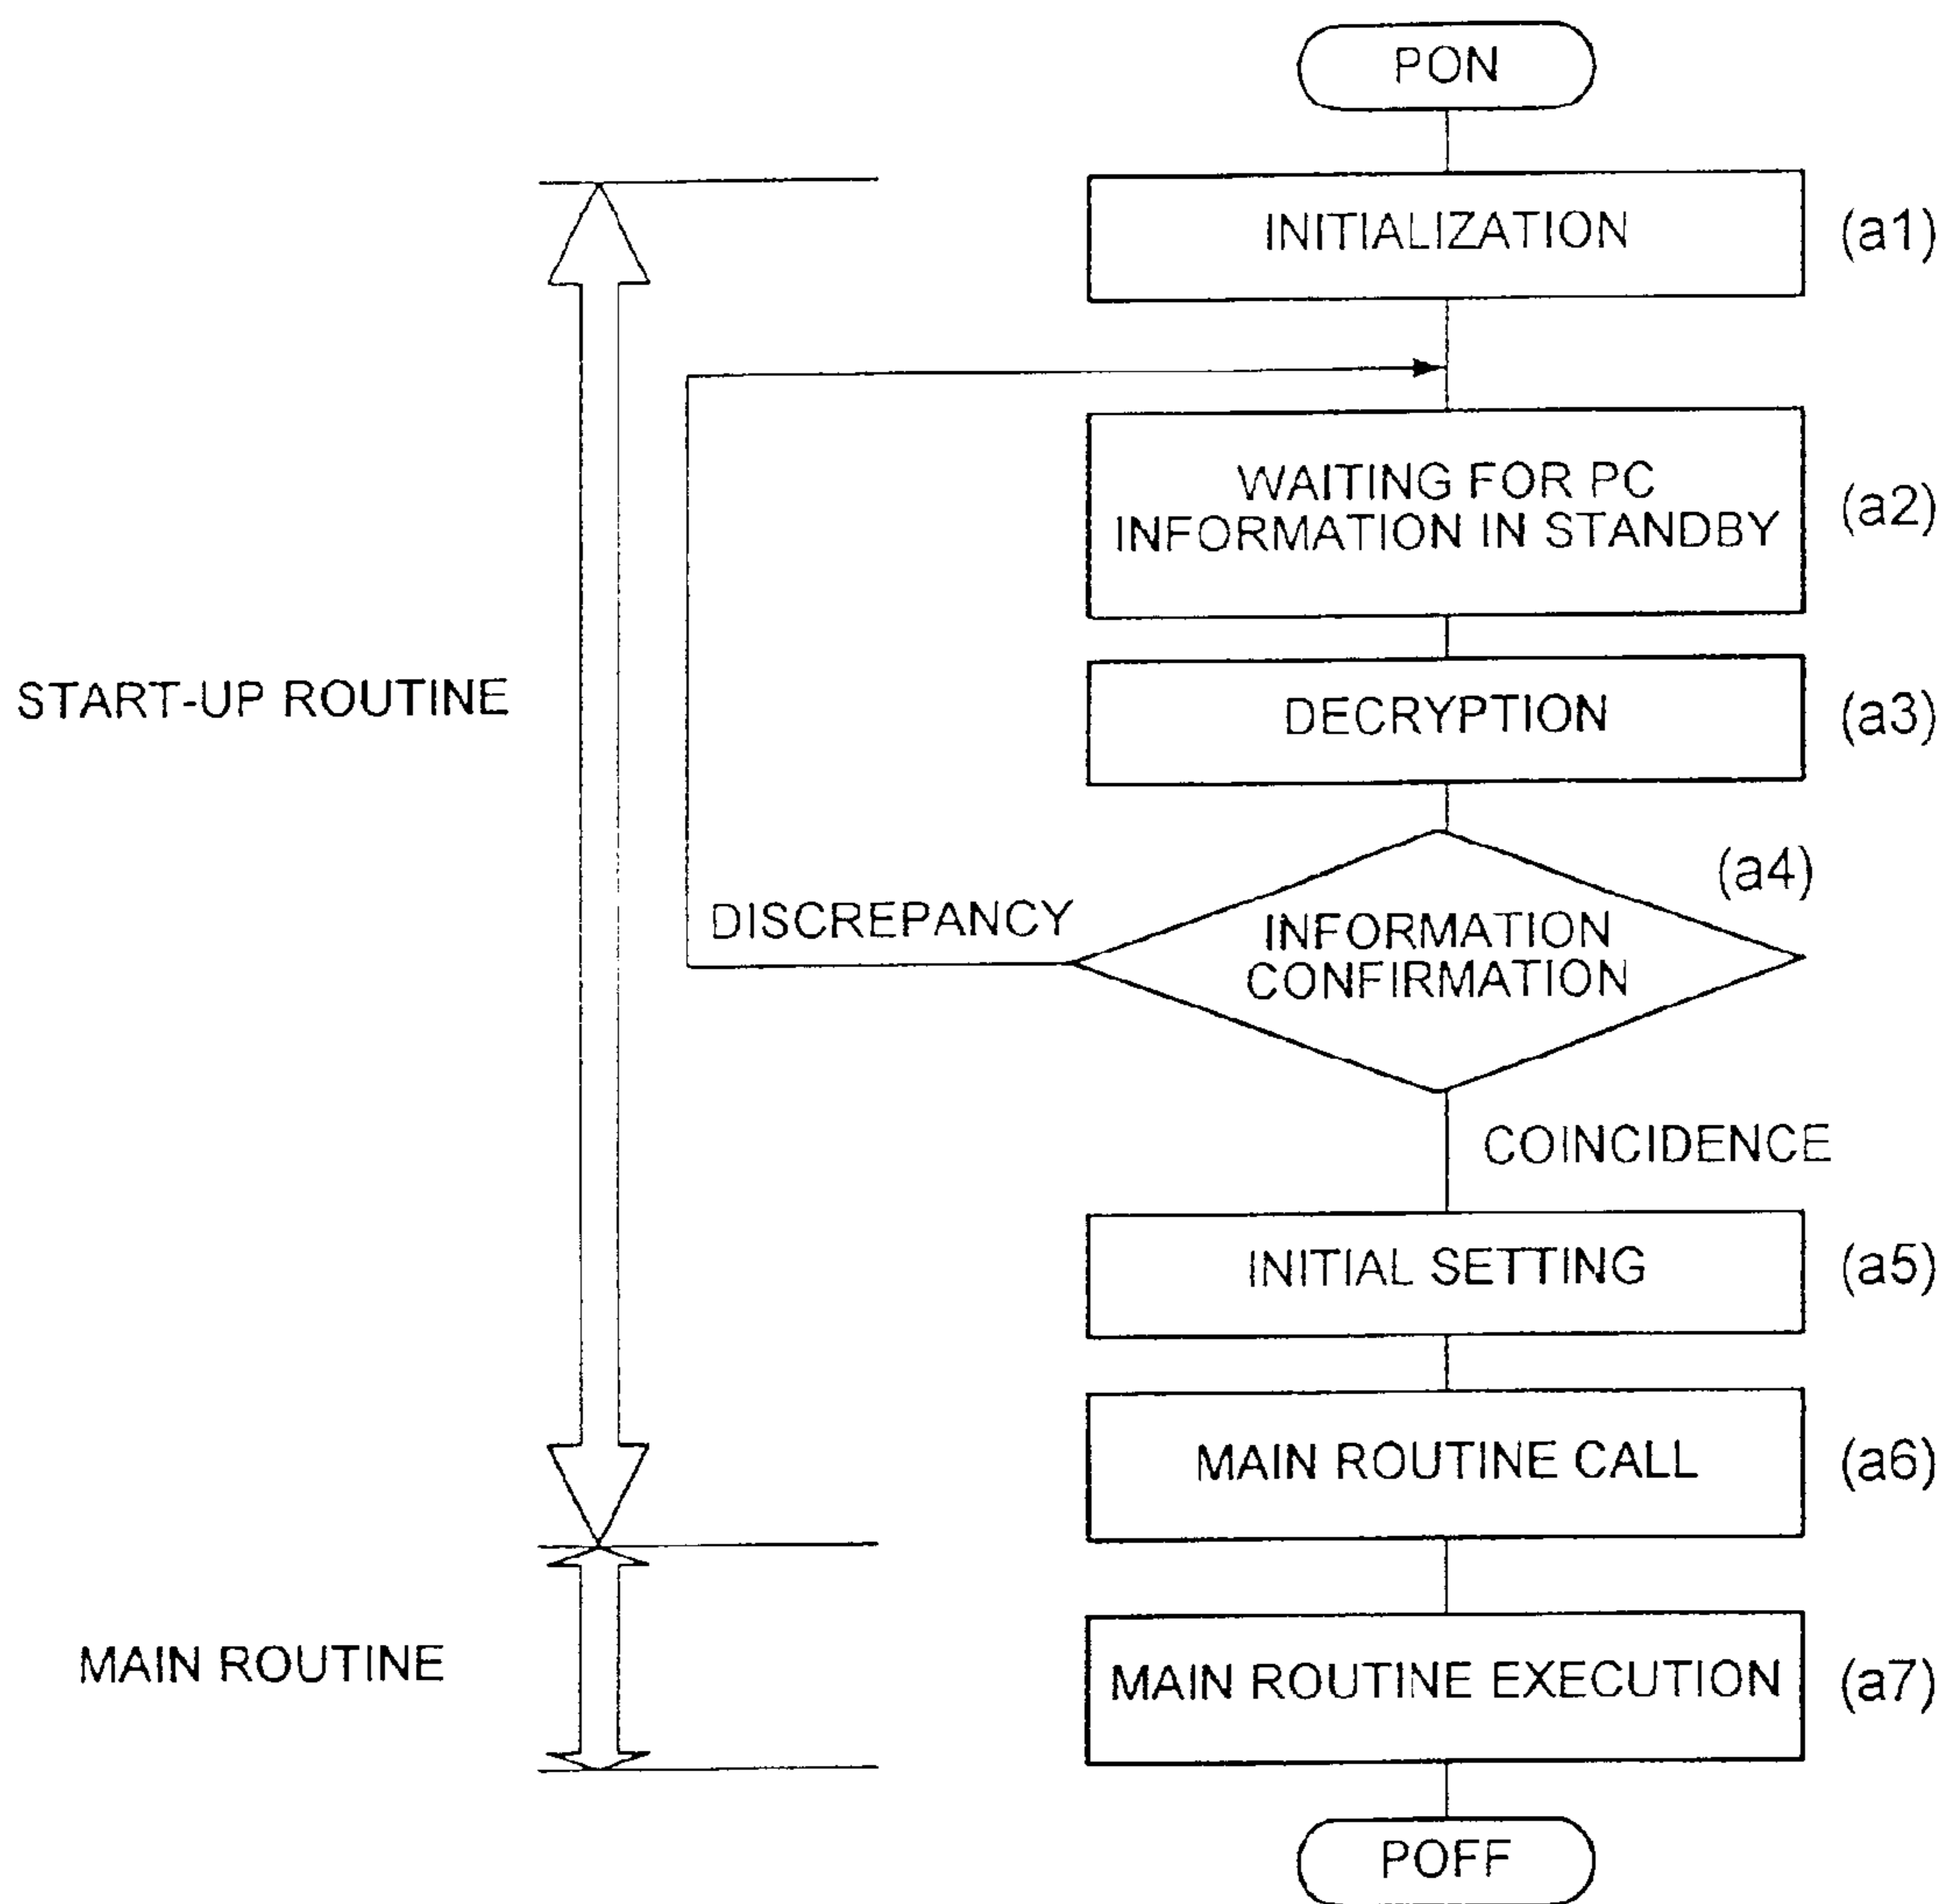 PON
INITIALIZATION
(a1)
WAITING FOR PC
INFORMATION IN STANDBY
(a2)
START-UP ROUTINE
DECRYPTION
(a3)
(a4)
DISCREPANCY
INFORMATION
CONFIRMATION
COINCIDENCE
INITIAL SETTING
(a5)
MAIN ROUTINE CALL
(a6)
MAIN ROUTINE
MAIN ROUTINE EXECUTION
(a7)
POFF